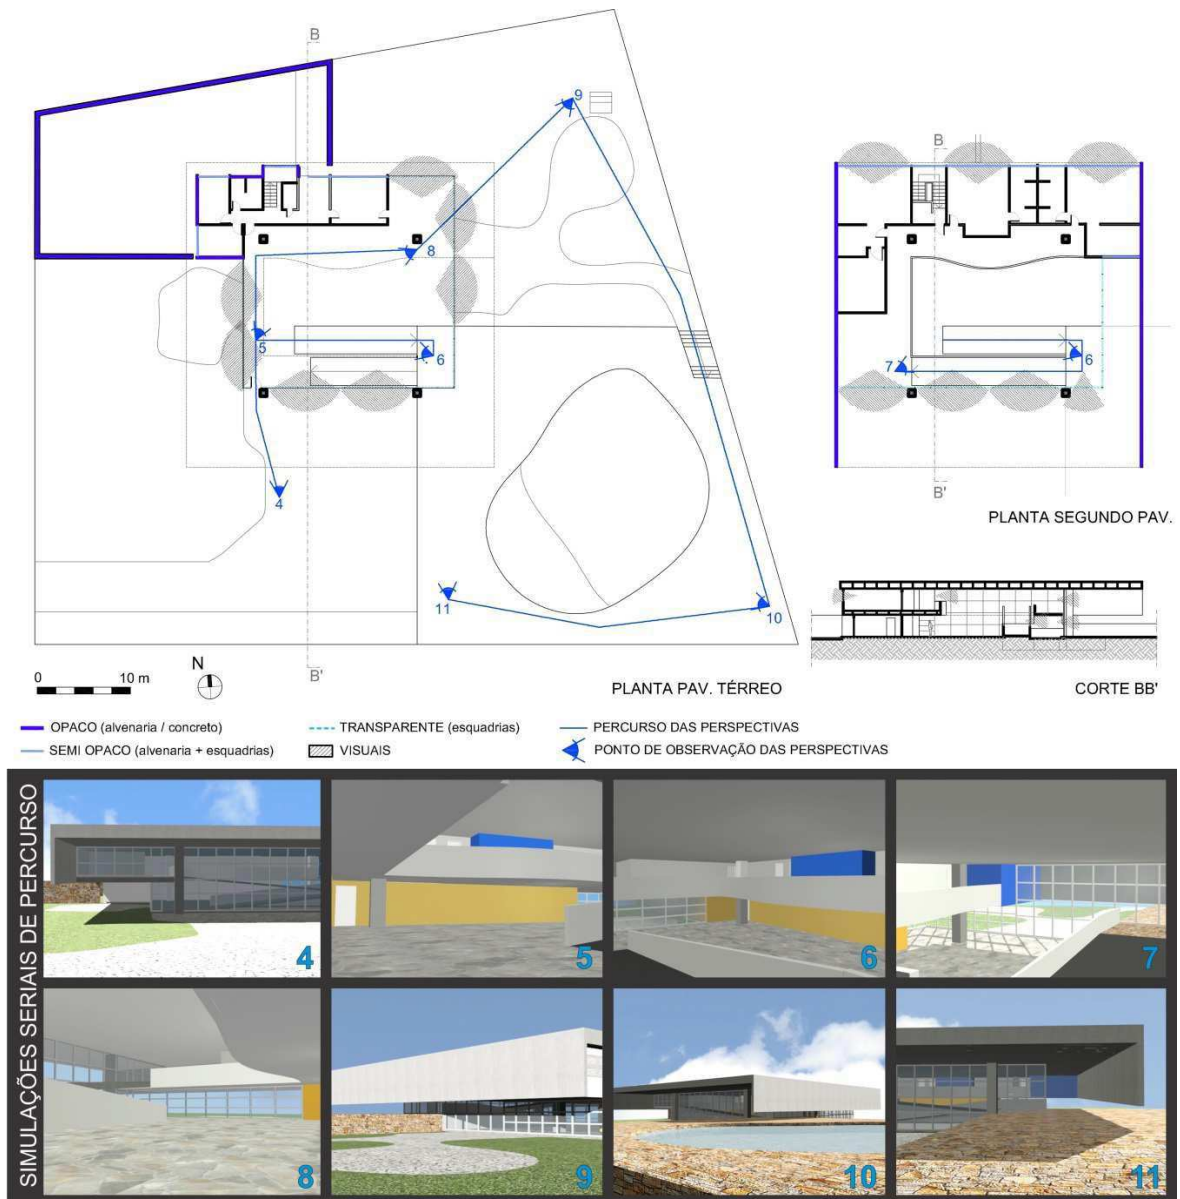 B
9
8
5
6
4
11
10
B'
N
0 10 m
PLANTA PAV. TÉRREO
B
7
6
B'
PLANTA SEGUNDO PAV.
CORTE BB'
OPACO (alvenaria / concreto)
TRANSPARENTE (esquadrias)
PERCURSO DAS PERSPECTIVAS
SEMI OPACO (alvenaria + esquadrias)
VISUAIS
PONTO DE OBSERVAÇÃO DAS PERSPECTIVAS
SIMULAÇÕES SERIAIS DE PERCURSO
4
5
6
7
8
9
10
11